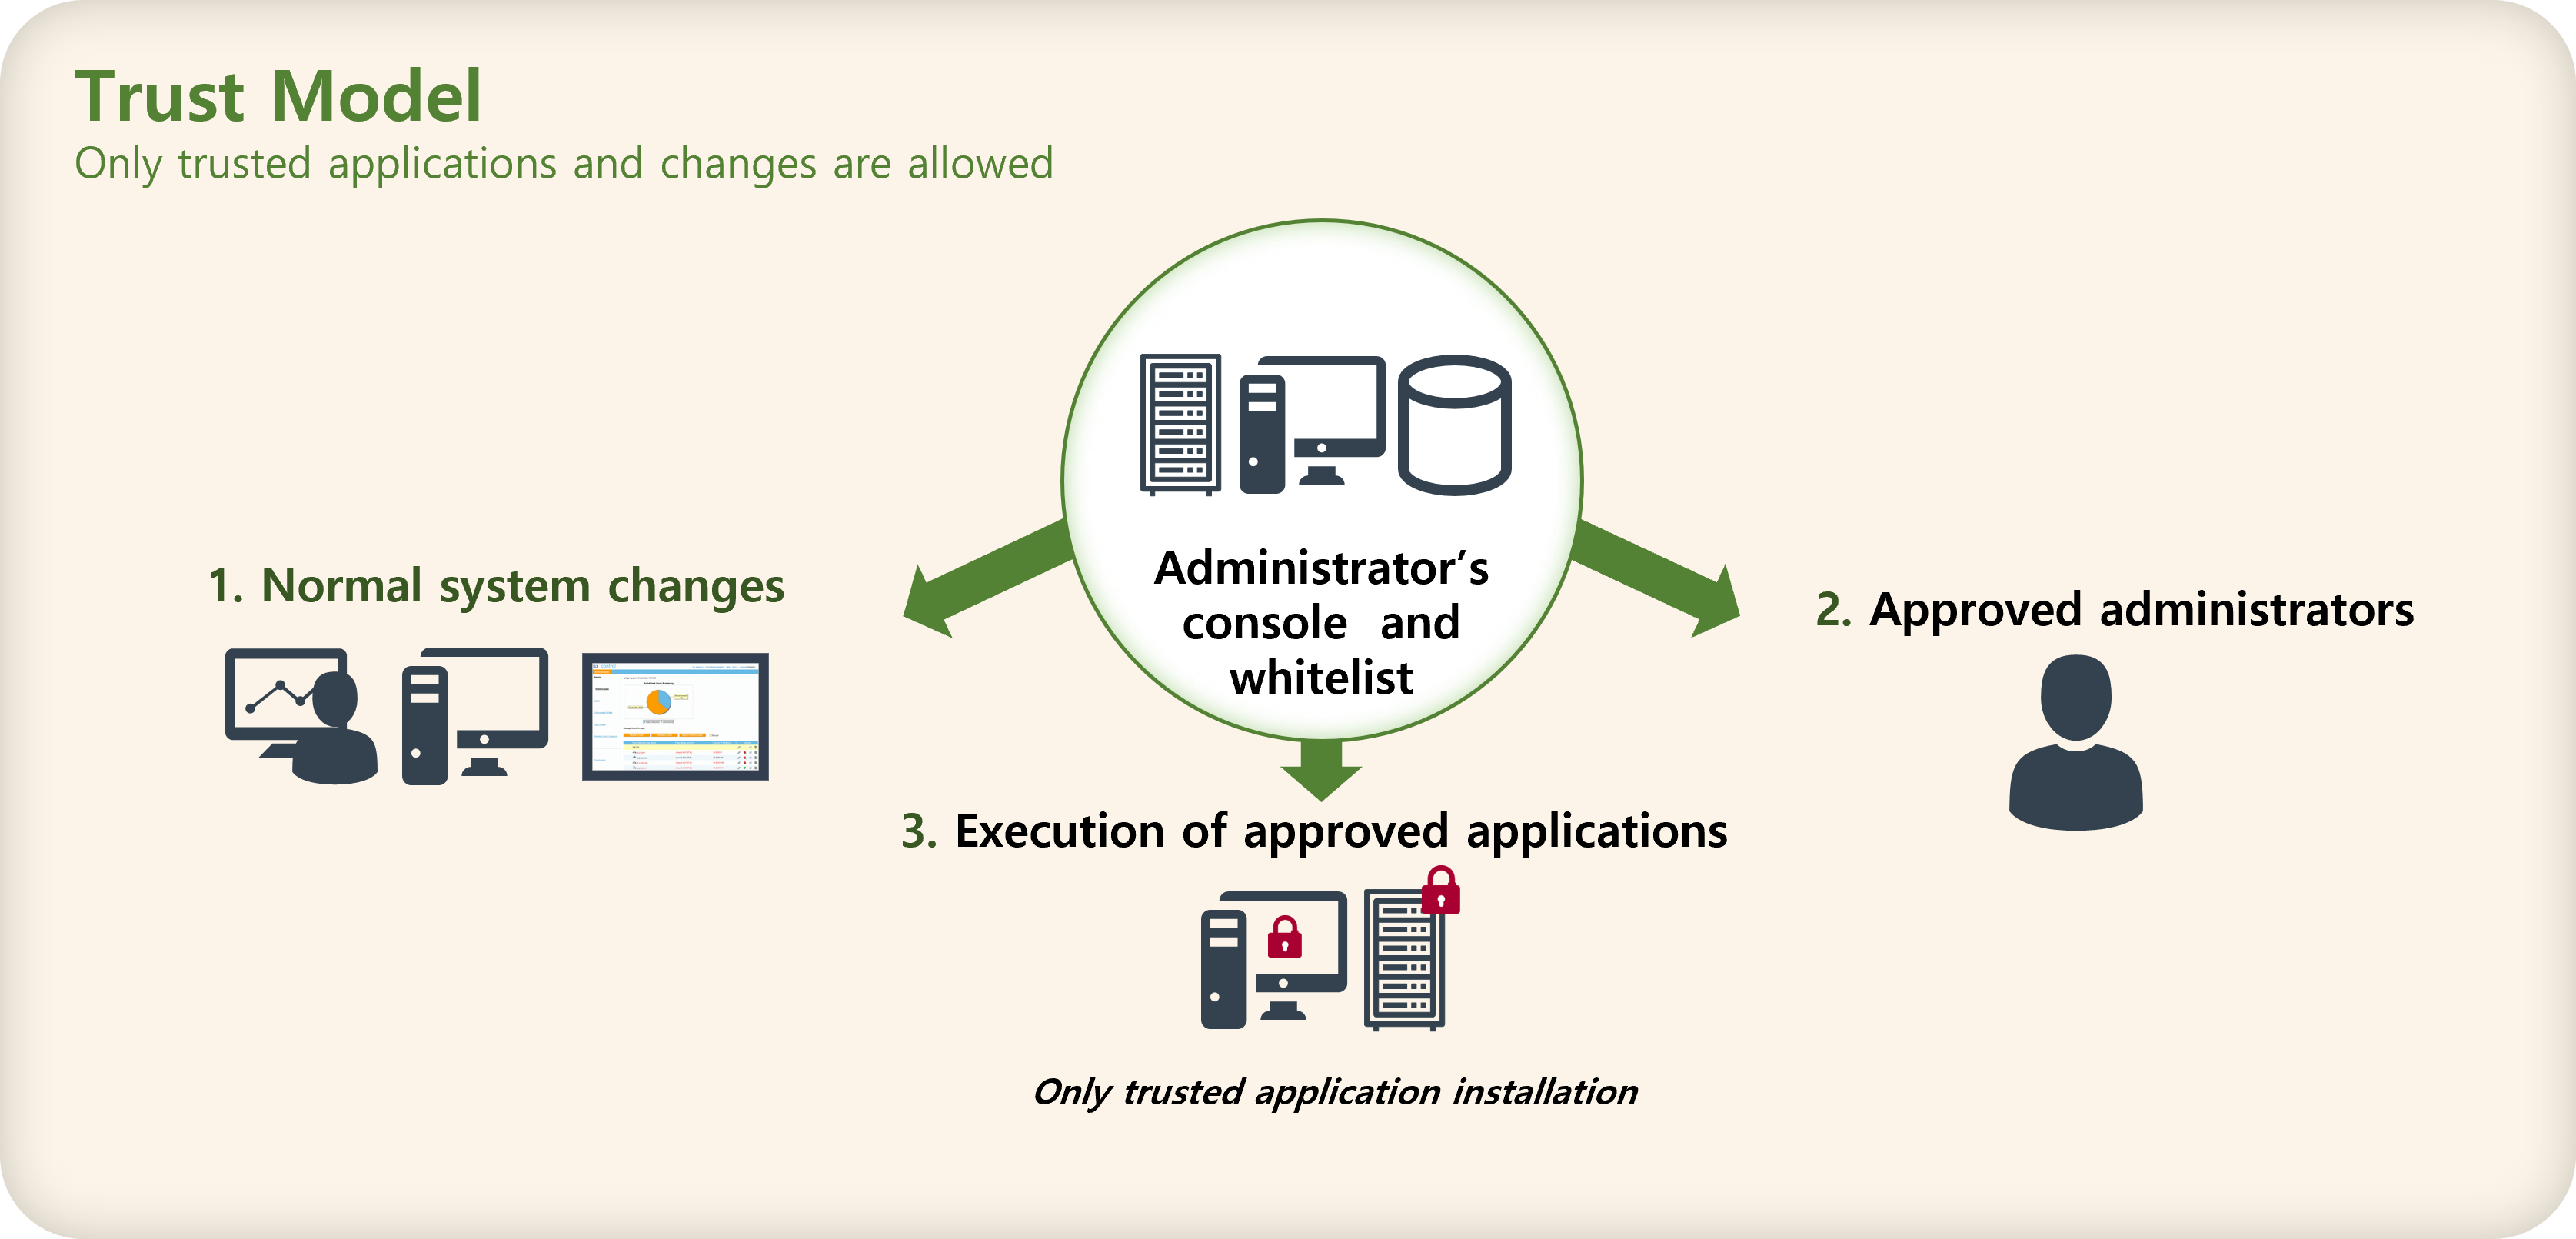 Trust Model
Only trusted applications and changes are allowed
Administrator’s
console and
whitelist
1. Normal system changes
2. Approved administrators
3. Execution of approved applications
Only trusted application installation